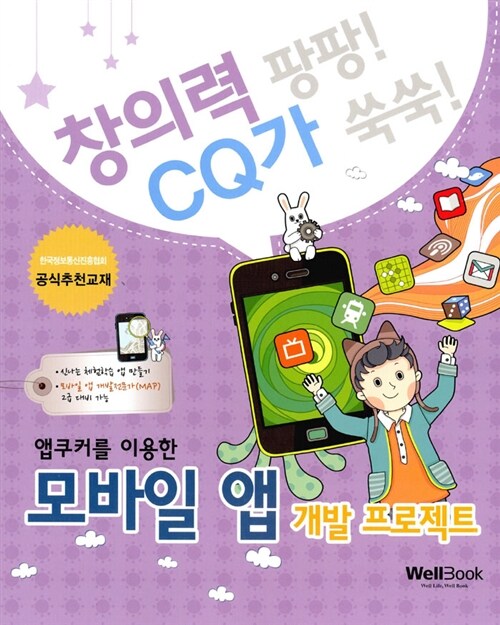 창의력 팡팡!
CQ가 쑥쑥!
한국정보통신진흥협회
공식추천교재
• 신나는 체험학습 앱 만들기
• 모바일 앱 개발전문가(MAP)
2급 대비 가능
앱쿠커를 이용한
모바일 앱 개발 프로젝트
WellBook
Well Life, Well Book